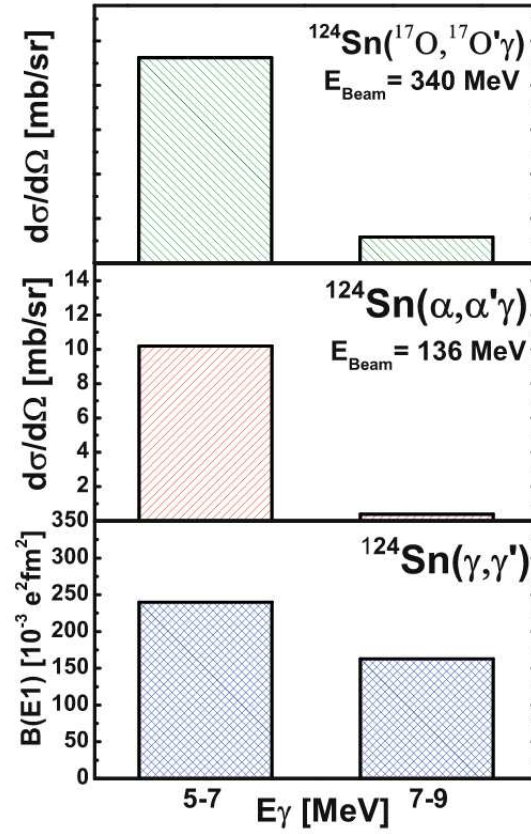 ¹²⁴Sn(¹⁷O,¹⁷O'γ)
E_Beam = 340 MeV
dσ/dΩ [mb/sr]
¹²⁴Sn(α,α'γ)
E_Beam = 136 MeV
dσ/dΩ [mb/sr]
14
12
10
8
6
4
2
¹²⁴Sn(γ,γ')
B(E1) [10⁻³ e²fm²]
350
300
250
200
150
100
50
0
5-7
7-9
Eγ [MeV]